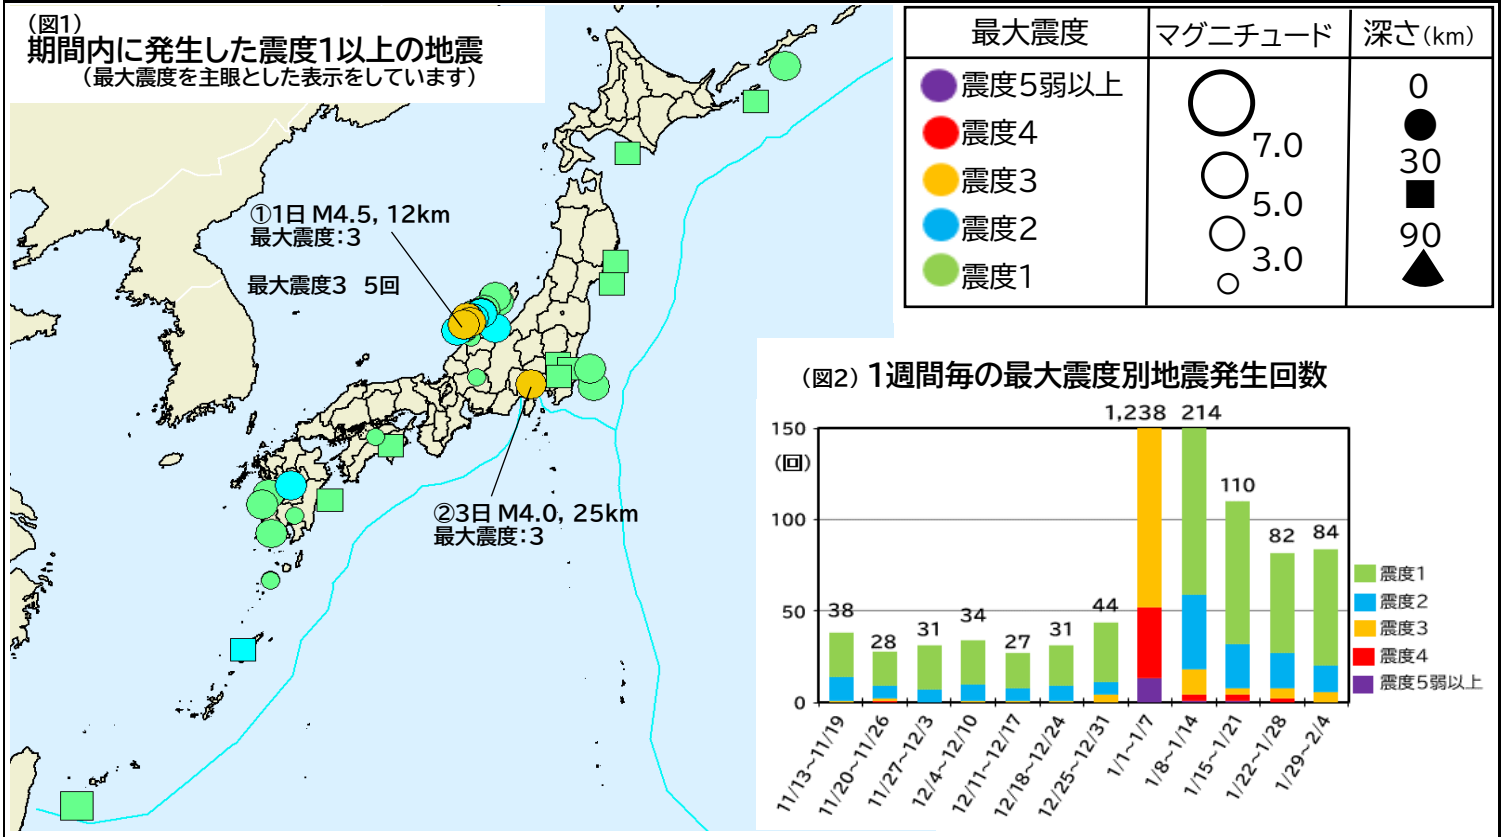 (図1)
期間内に発生した震度1以上の地震
(最大震度を主眼とした表示をしています)
①1日 M4.5, 12km
最大震度:3
最大震度3 5回
②3日 M4.0, 25km
最大震度:3
最大震度 マグニチュード 深さ(km)
震度5弱以上
震度4
震度3
震度2
震度1
7.0
5.0
3.0
0
30
90
(図2) 1週間毎の最大震度別地震発生回数
1,238 214
150
(回)
100
50
0
38
28
31
34
27
31
44
110
82
84
11/13~11/19
11/20~11/26
11/27~12/3
12/4~12/10
12/11~12/17
12/18~12/24
12/25~12/31
1/1~1/7
1/8~1/14
1/15~1/21
1/22~1/28
1/29~2/4
震度1
震度2
震度3
震度4
震度5弱以上